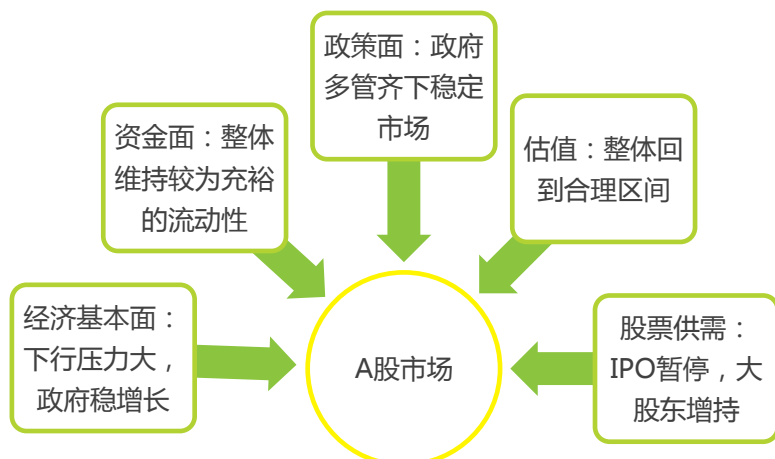 政策面：政府
多管齐下稳定
市场
资金面：整体
维持较为充裕
的流动性
估值：整体回
到合理区间
经济基本面：
下行压力大，
政府稳增长
A股市场
股票供需：
IPO暂停，大
股东增持